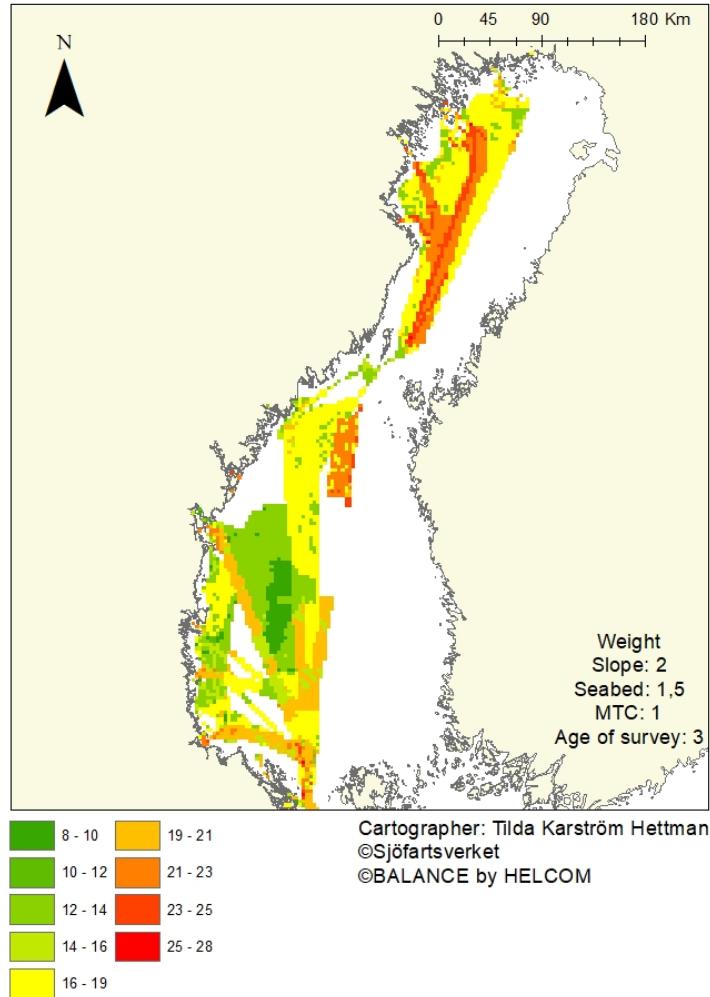 0 45 90 180 Km
N
Weight
Slope: 2
Seabed: 1,5
MTC: 1
Age of survey: 3
8 - 10
10 - 12
12 - 14
14 - 16
16 - 19
19 - 21
21 - 23
23 - 25
25 - 28
Cartographer: Tilda Karström Hettman
©Sjöfartsverket
©BALANCE by HELCOM